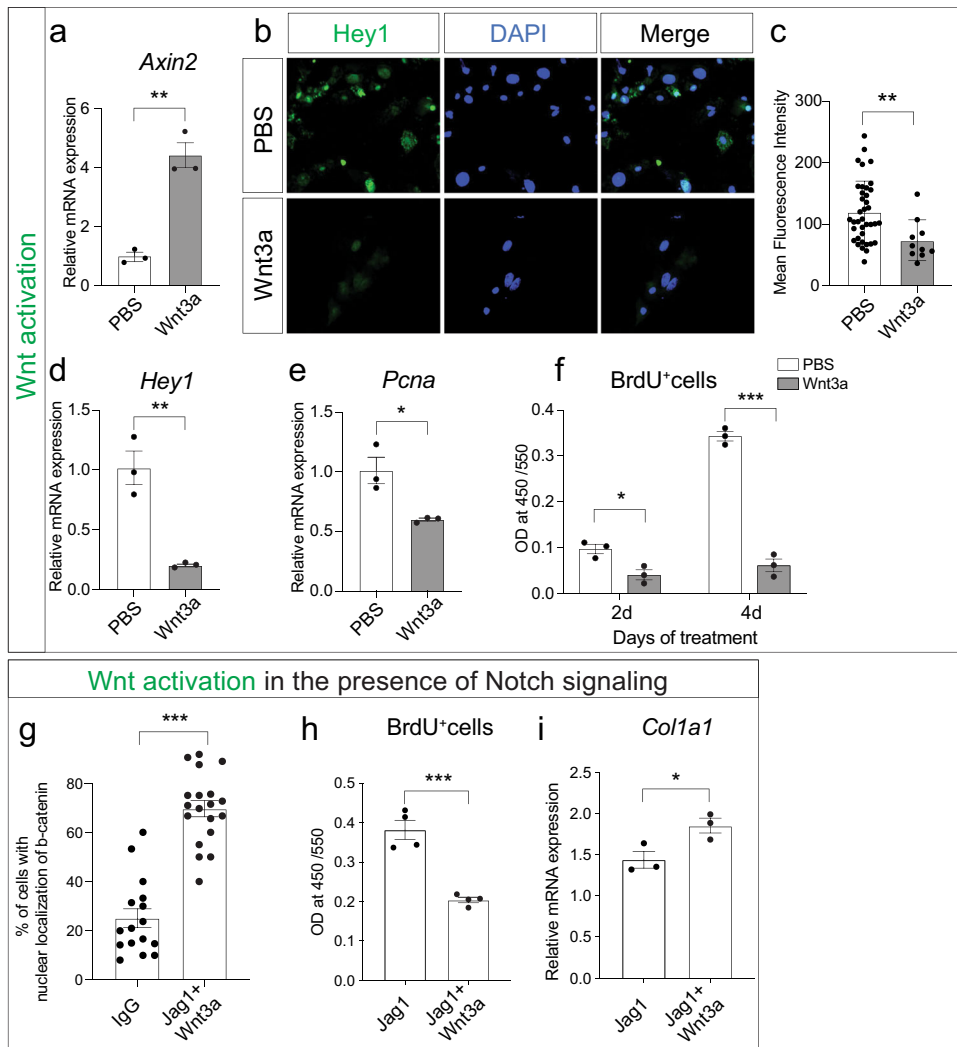 Wnt activation
a
Axin2
**
Relative mRNA expression
6
4
2
0
PBS
Wnt3a
b
Hey1
DAPI
Merge
PBS
Wnt3a
c
**
Mean Fluorescence Intensity
300
200
100
0
PBS
Wnt3a
d
Hey1
**
Relative mRNA expression
1.5
1.0
0.5
0.0
PBS
Wnt3a
e
Pcna
*
Relative mRNA expression
1.5
1.0
0.5
0.0
PBS
Wnt3a
f
BrdU⁺cells
PBS
Wnt3a
*
***
OD at 450 /550
0.4
0.3
0.2
0.1
0.0
2d
4d
Days of treatment
Wnt activation in the presence of Notch signaling
g
***
% of cells with
nuclear localization of b-catenin
80
60
40
20
0
IgG
Jag1+
Wnt3a
h
BrdU⁺cells
***
OD at 450 /550
0.5
0.4
0.3
0.2
0.1
0.0
Jag1
Jag1+
Wnt3a
i
Col1a1
*
Relative mRNA expression
2.5
2.0
1.5
1.0
0.5
0.0
Jag1
Jag1+
Wnt3a